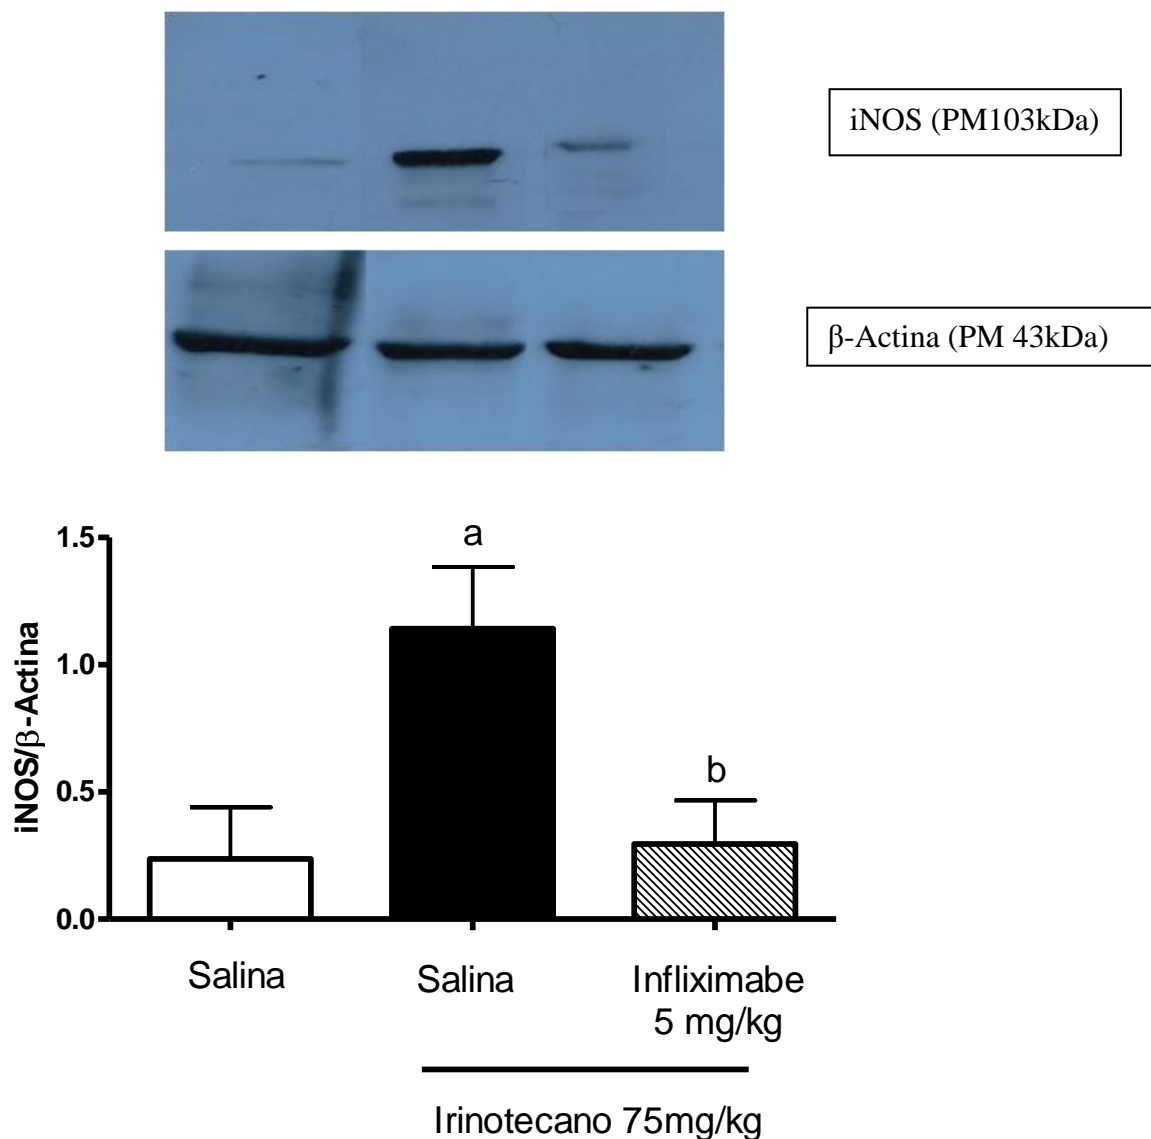 iNOS (PM103kDa)
β-Actina (PM 43kDa)
iNOS/β-Actina
1.5
1.0
0.5
0.0
a
b
Salina
Salina
Infliximabe
5 mg/kg
Irinotecano 75mg/kg